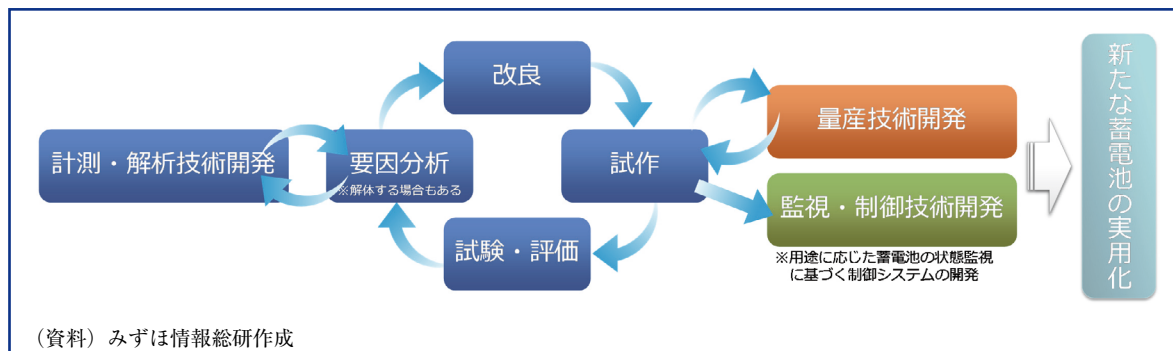 改良
計測・解析技術開発
要因分析
※解体する場合もある
試作
試験・評価
量産技術開発
監視・制御技術開発
※用途に応じた蓄電池の状態監視
に基づく制御システムの開発
新たな蓄電池の実用化
（資料）みずほ情報総研作成